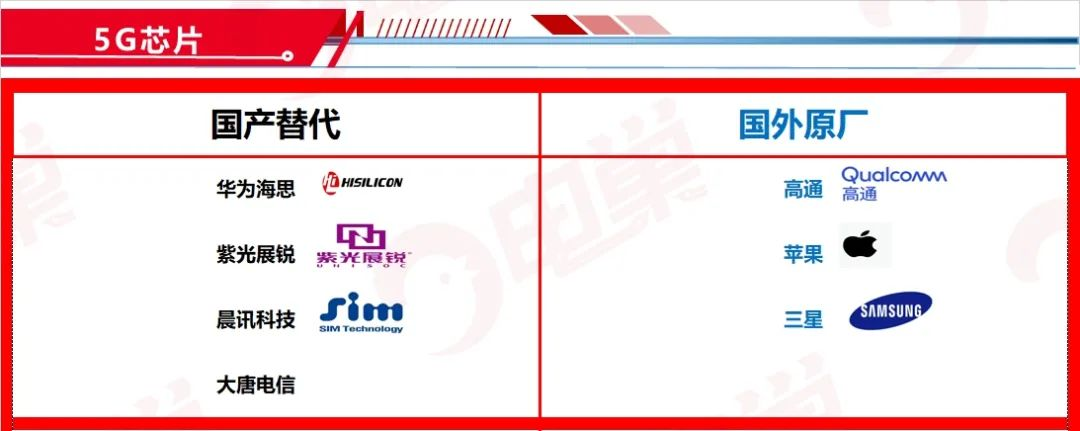 5G芯片
国产替代
国外原厂
华为海思
HISILICON
高通
Qualcomm
高通
紫光展锐
紫光展锐
UNISOC
苹果
晨讯科技
sim
SIM Technology
三星
SAMSUNG
大唐电信
电巢